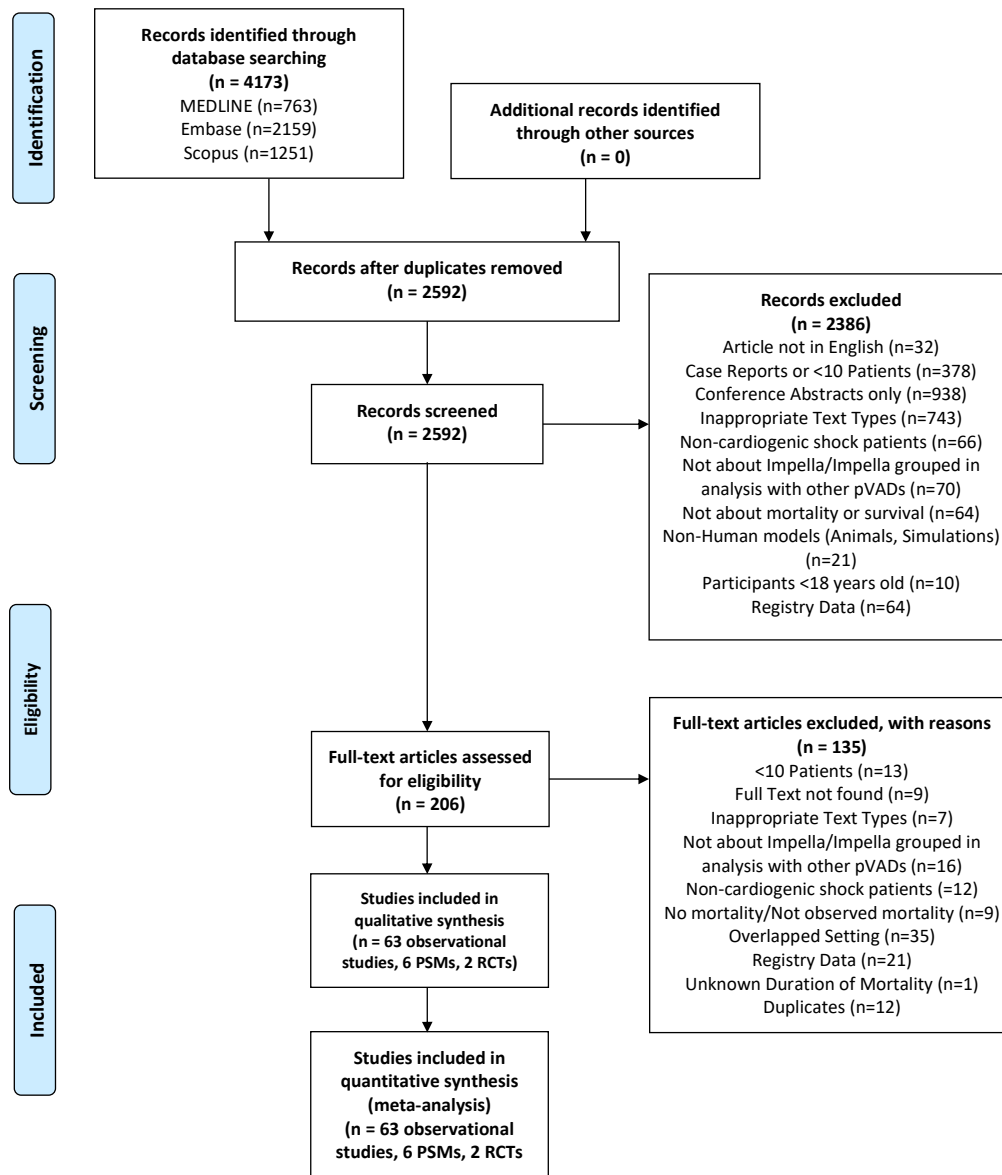 Identification
Records identified through
database searching
(n = 4173)
MEDLINE (n=763)
Embase (n=2159)
Scopus (n=1251)
Additional records identified
through other sources
(n = 0)
Screening
Records after duplicates removed
(n = 2592)
Records screened
(n = 2592)
Records excluded
(n = 2386)
Article not in English (n=32)
Case Reports or <10 Patients (n=378)
Conference Abstracts only (n=938)
Inappropriate Text Types (n=743)
Non-cardiogenic shock patients (n=66)
Not about Impella/Impella grouped in
analysis with other pVADs (n=70)
Not about mortality or survival (n=64)
Non-Human models (Animals, Simulations)
(n=21)
Participants <18 years old (n=10)
Registry Data (n=64)
Eligibility
Full-text articles assessed
for eligibility
(n = 206)
Full-text articles excluded, with reasons
(n = 135)
<10 Patients (n=13)
Full Text not found (n=9)
Inappropriate Text Types (n=7)
Not about Impella/Impella grouped in
analysis with other pVADs (n=16)
Non-cardiogenic shock patients (=12)
No mortality/Not observed mortality (n=9)
Overlapped Setting (n=35)
Registry Data (n=21)
Unknown Duration of Mortality (n=1)
Duplicates (n=12)
Included
Studies included in
qualitative synthesis
(n = 63 observational
studies, 6 PSMs, 2 RCTs)
Studies included in
quantitative synthesis
(meta-analysis)
(n = 63 observational
studies, 6 PSMs, 2 RCTs